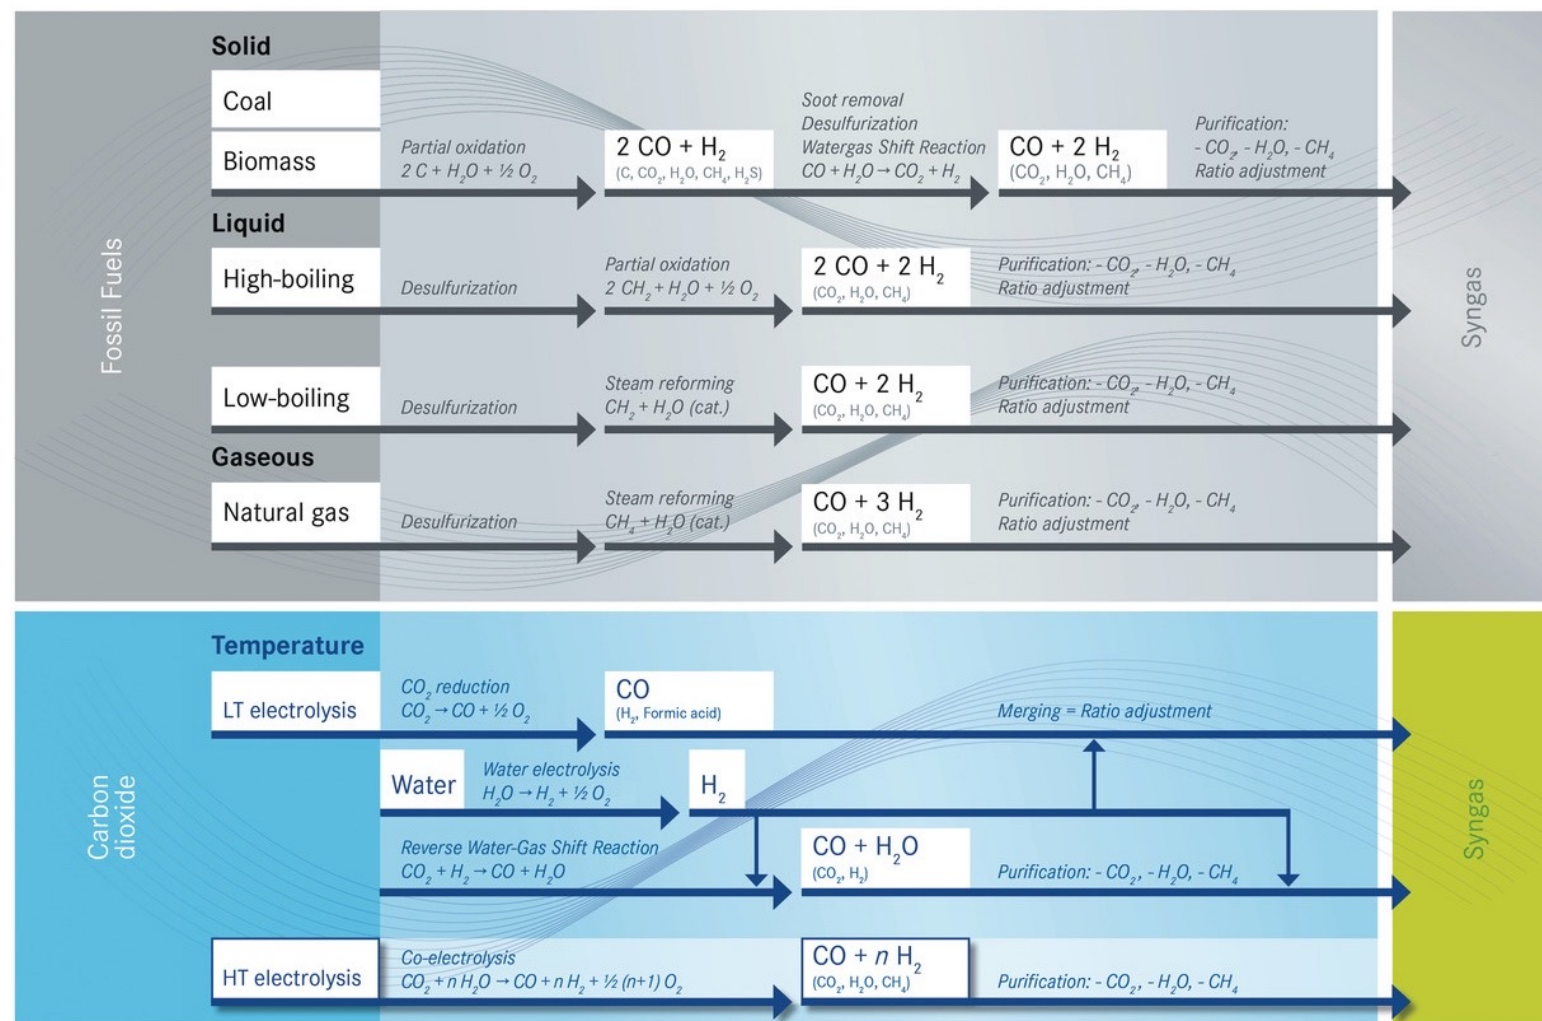 Fossil Fuels
Solid
Coal
Biomass
Partial oxidation
2 C + H₂O + ½ O₂
2 CO + H₂
(C, CO₂, H₂O, CH₄, H₂S)
Soot removal
Desulfurization
Watergas Shift Reaction
CO + H₂O → CO₂ + H₂
CO + 2 H₂
(CO₂, H₂O, CH₄)
Purification:
- CO₂, - H₂O, - CH₄
Ratio adjustment
Liquid
High-boiling
Desulfurization
Partial oxidation
2 CH₂ + H₂O + ½ O₂
2 CO + 2 H₂
(CO₂, H₂O, CH₄)
Purification: - CO₂, - H₂O, - CH₄
Ratio adjustment
Low-boiling
Desulfurization
Steam reforming
CH₂ + H₂O (cat.)
CO + 2 H₂
(CO₂, H₂O, CH₄)
Purification: - CO₂, - H₂O, - CH₄
Ratio adjustment
Gaseous
Natural gas
Desulfurization
Steam reforming
CH₄ + H₂O (cat.)
CO + 3 H₂
(CO₂, H₂O, CH₄)
Purification: - CO₂, - H₂O, - CH₄
Ratio adjustment
Syngas
Carbon
dioxide
Temperature
LT electrolysis
CO₂ reduction
CO₂ → CO + ½ O₂
CO
(H₂, Formic acid)
Merging = Ratio adjustment
Water
Water electrolysis
H₂O → H₂ + ½ O₂
H₂
Reverse Water-Gas Shift Reaction
CO₂ + H₂ → CO + H₂O
CO + H₂O
(CO₂, H₂)
Purification: - CO₂, - H₂O, - CH₄
HT electrolysis
Co-electrolysis
CO₂ + n H₂O → CO + n H₂ + ½ (n+1) O₂
CO + n H₂
(CO₂, H₂O, CH₄)
Purification: - CO₂, - H₂O, - CH₄
Syngas